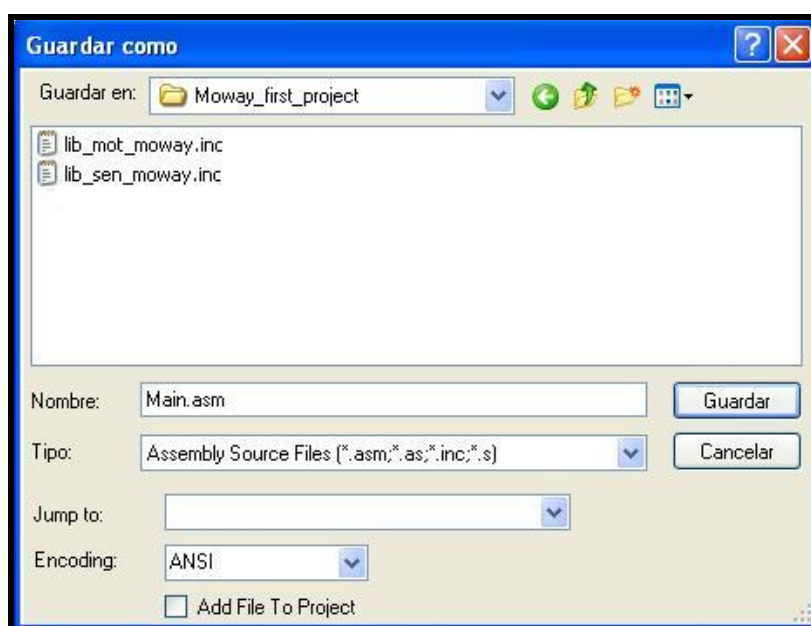 Guardar como
Guardar en: Moway_first_project
lib_mot_moway.inc
lib_sen_moway.inc
Nombre: Main.asm Guardar
Tipo: Assembly Source Files (*.asm;*.as;*.inc;*.s) Cancelar
Jump to:
Encoding: ANSI
Add File To Project